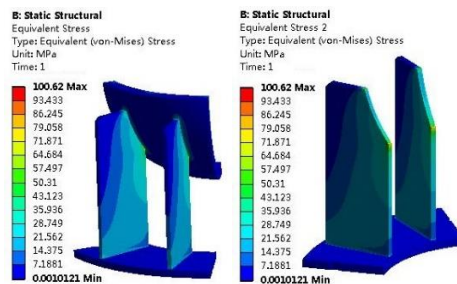 B: Static Structural
Equivalent Stress
Type: Equivalent (von-Mises) Stress
Unit: MPa
Time: 1
100.62 Max
93.433
86.245
79.058
71.871
64.684
57.497
50.31
43.123
35.936
28.749
21.562
14.375
7.1881
0.0010121 Min
B: Static Structural
Equivalent Stress 2
Type: Equivalent (von-Mises) Stress
Unit: MPa
Time: 1
100.62 Max
93.433
86.245
79.058
71.871
64.684
57.497
50.31
43.123
35.936
28.749
21.562
14.375
7.1881
0.0010121 Min